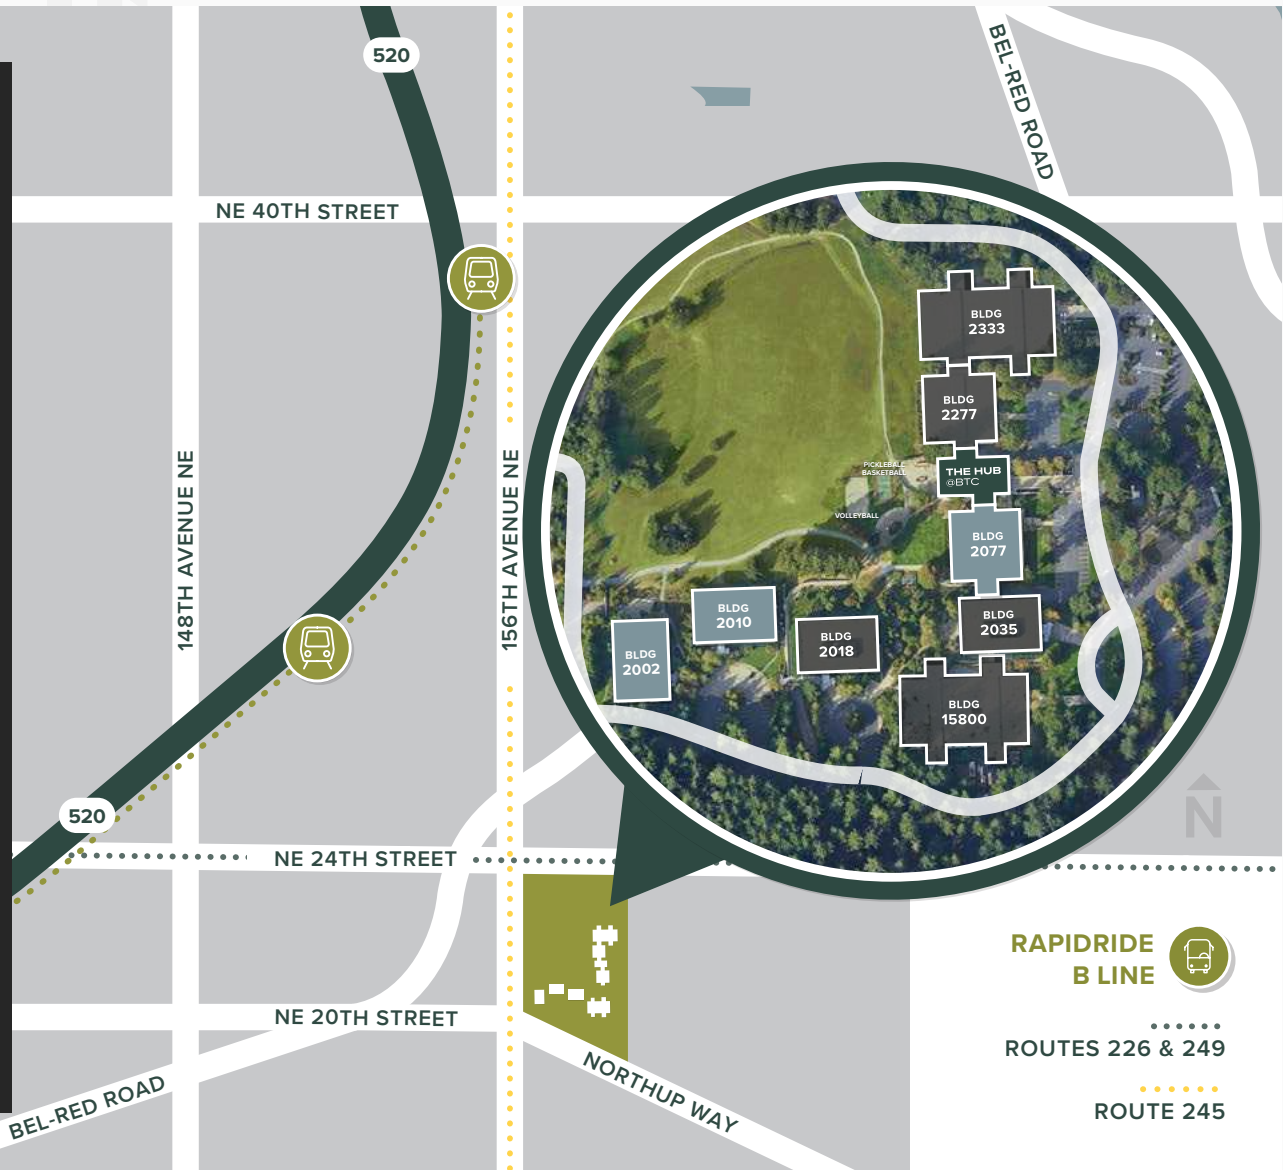 520
BEL-RED ROAD
NE 40TH STREET
BLDG
2333
BLDG
2277
PICKLEBALL
BASKETBALL
THE HUB
@BTC
VOLLEYBALL
148TH AVENUE NE
156TH AVENUE NE
BLDG
2077
BLDG
2010
BLDG
2035
BLDG
2018
BLDG
2002
BLDG
15800
520
N
NE 24TH STREET
RAPIDRIDE
B LINE
NE 20TH STREET
ROUTES 226 & 249
NORTHUP WAY
BEL-RED ROAD
ROUTE 245